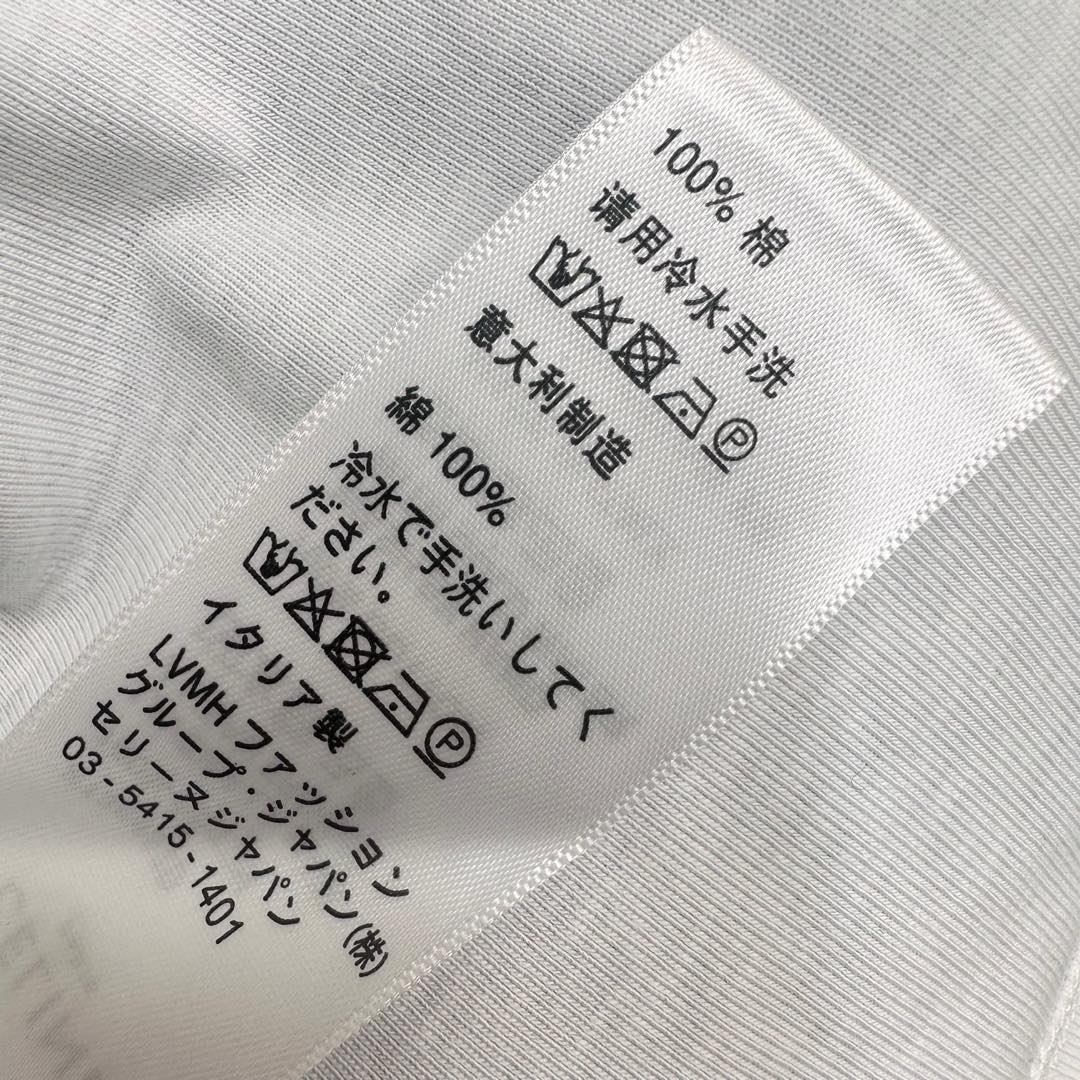 100% 棉
请用冷水手洗
意大利制造
綿 100%
冷水で手洗いしてく
ださい。
イタリア製
LVMH ファッション
グループ・ジャパン(株)
セリーヌジャパン
03-5415-1401